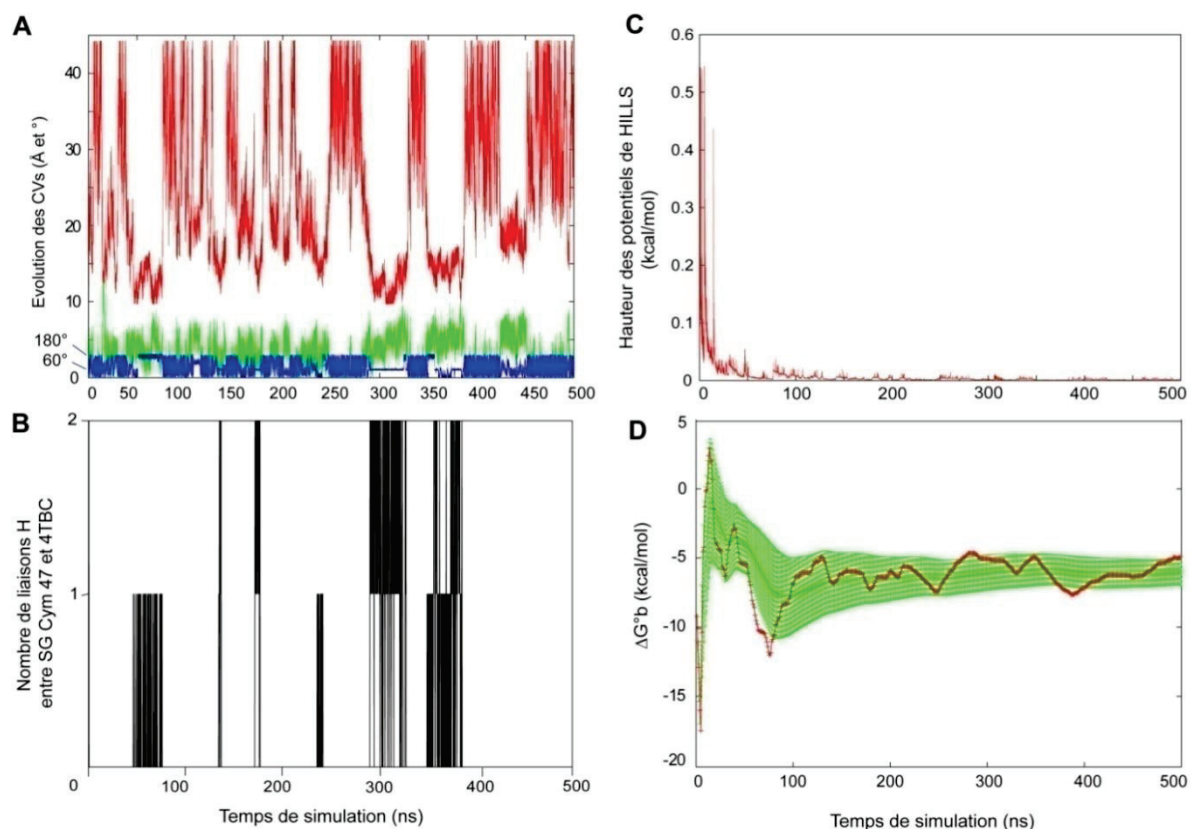 A
Evolution des CVs (Å et °)
40
30
20
10
180°
60°
0
0 50 100 150 200 250 300 350 400 450 500
B
Nombre de liaisons H
entre SG Cym 47 et 4TBC
2
1
0 100 200 300 400 500
Temps de simulation (ns)
C
Hauteur des potentiels de HILLS
(kcal/mol)
0.6
0.5
0.4
0.3
0.2
0.1
0
0 100 200 300 400 500
D
ΔG°b (kcal/mol)
5
0
-5
-10
-15
-20
0 100 200 300 400 500
Temps de simulation (ns)